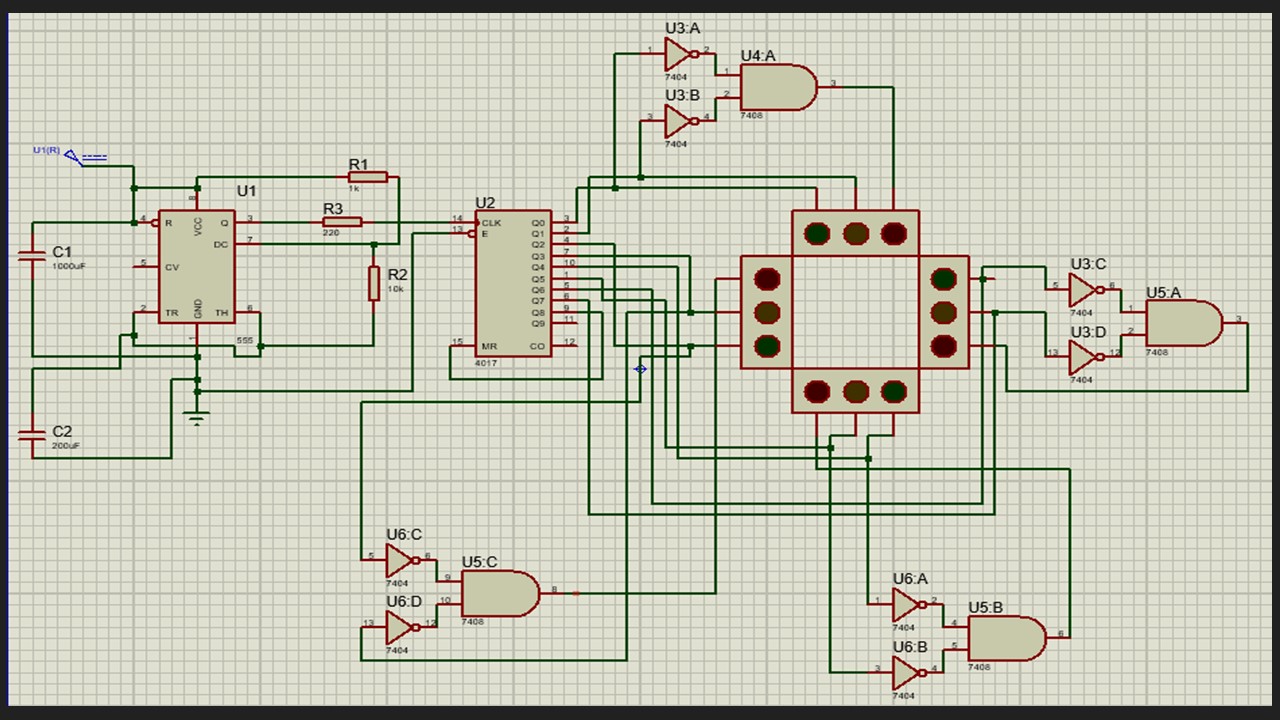 U3:A
1
2
7404
U4:A
1
2
3
7408
U3:B
3
4
7404
U1(R)
R1
1k
U1
8
4
R
VCC
Q
3
DC
7
5
CV
2
TR
GND
TH
6
1
555
R3
220
R2
10k
C1
1000uF
C2
200uF
U2
14
CLK
Q0
3
13
E
Q1
2
Q2
4
Q3
7
Q4
10
Q5
1
Q6
5
Q7
6
Q8
9
Q9
11
15
MR
CO
12
4017
U3:C
5
6
7404
U5:A
1
2
3
7408
U3:D
13
12
7404
U6:C
5
6
7404
U5:C
9
10
8
7408
U6:D
13
12
7404
U6:A
1
2
7404
U5:B
4
5
6
7408
U6:B
3
4
7404